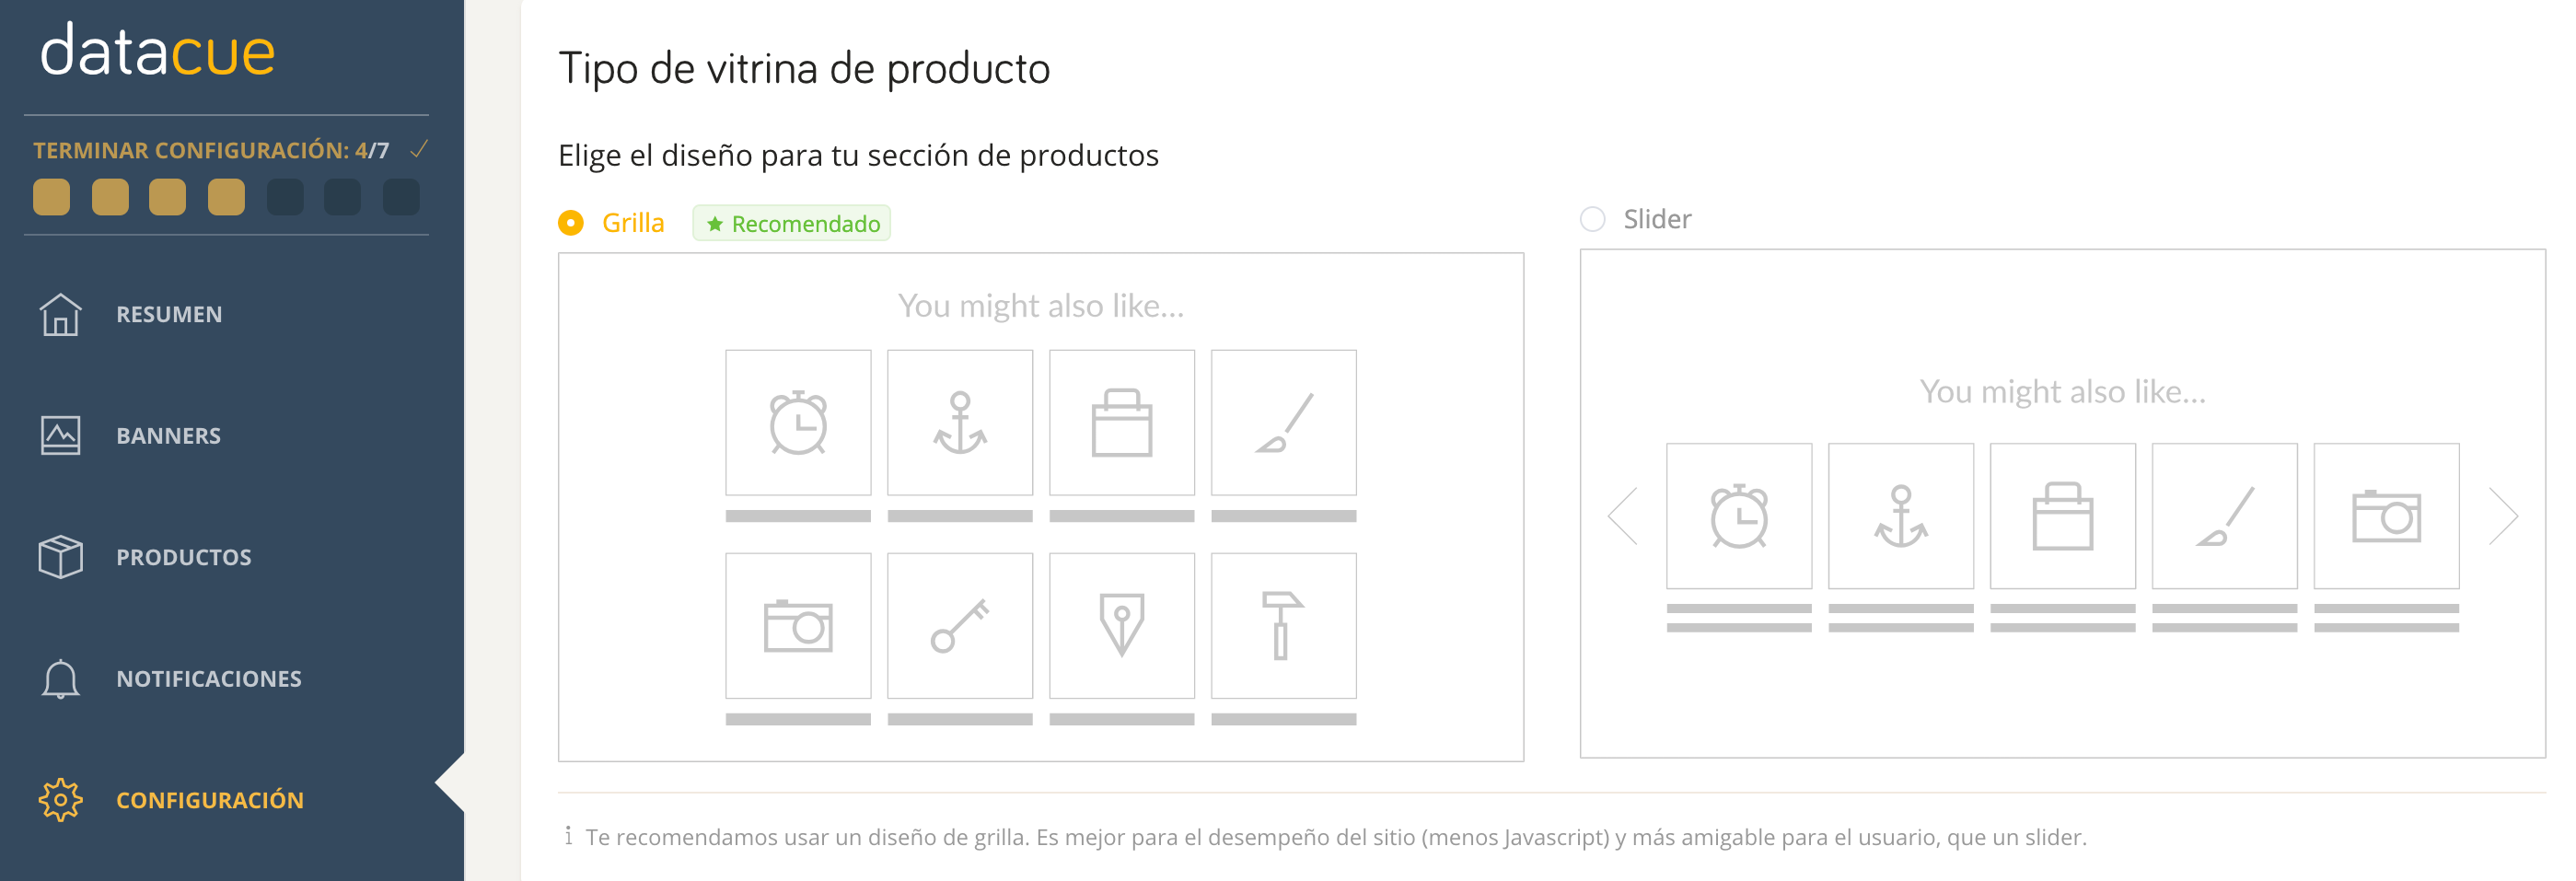 datacue
TERMINAR CONFIGURACIÓN: 4/7
RESUMEN
BANNERS
PRODUCTOS
NOTIFICACIONES
CONFIGURACIÓN
Tipo de vitrina de producto
Elige el diseño para tu sección de productos
Grilla
Recomendado
You might also like...
Slider
You might also like...
Te recomendamos usar un diseño de grilla. Es mejor para el desempeño del sitio (menos Javascript) y más amigable para el usuario, que un slider.